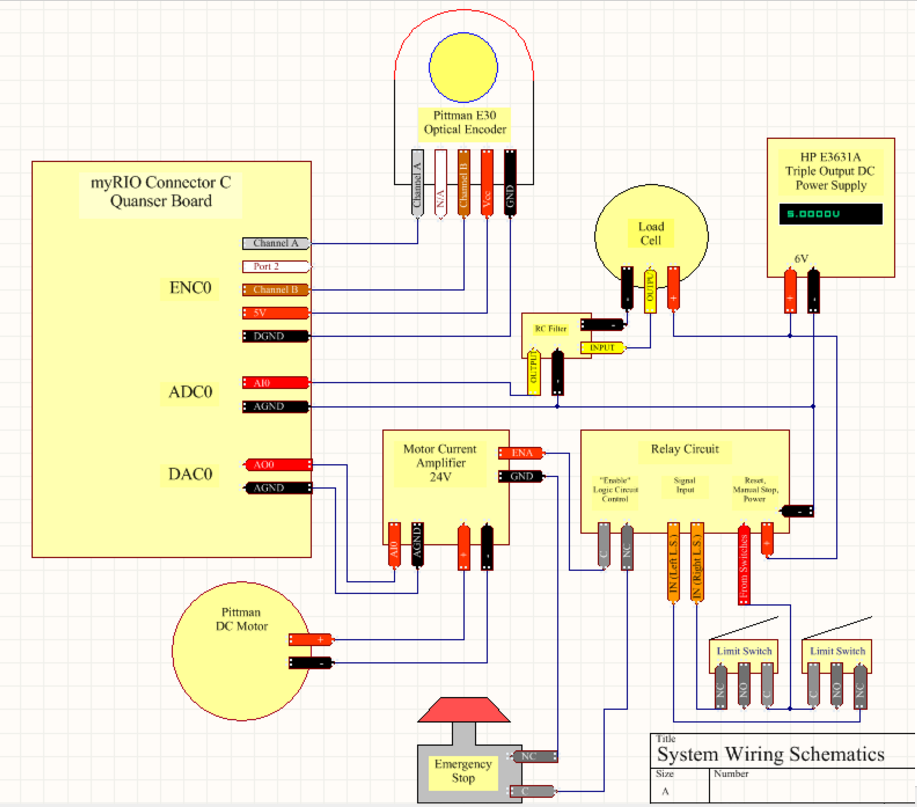 Pittman E30
Optical Encoder
Channel A
N/A
Channel B
Vcc
GND
myRIO Connector C
Quanser Board
ENC0
Channel A
Port 2
Channel B
5V
DGND
ADC0
AI0
AGND
DAC0
AO0
AGND
Load
Cell
-
OUTPU
+
HP E3631A
Triple Output DC
Power Supply
5.0000V
6V
+
-
RC Filter
-
INPUT
OUTPUT
-
Motor Current
Amplifier
24V
ENA
GND
AI0
AGND
+
-
Relay Circuit
"Enable"
Logic Circuit
Control
Signal
Input
Reset,
Manual Stop,
Power
-
C
NC
IN (Left L.S.)
IN (Right L.S.)
From Switches
+
Pittman
DC Motor
+
-
Limit Switch
NC
NO
C
Limit Switch
C
NO
NC
Emergency
Stop
NC
C
Title
System Wiring Schematics
Size
Number
A